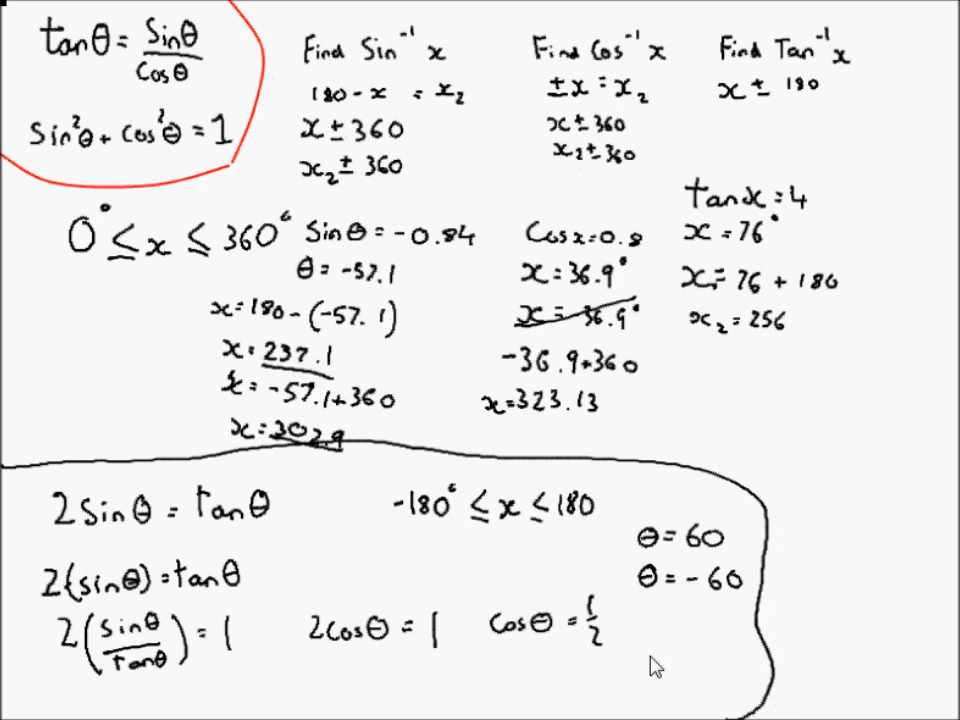 tanθ = Sinθ/Cosθ
Sin²θ + Cos²θ = 1
Find Sin⁻¹ x
180 - x = x₂
x ± 360
x₂ ± 360
Find Cos⁻¹ x
±x = x₂
x ± 360
x₂ ± 360
Find Tan⁻¹ x
x ± 180
0° ≤ x ≤ 360°
Sinθ = -0.84
θ = -57.1
x = 180 - (-57.1)
x = 237.1
x = -57.1 + 360
x = 302.9
Cos x = 0.8
x = 36.9°
x = 36.9°
-36.9 + 360
x = 323.13
tanx = 4
x = 76°
x = 76 + 180
x₂ = 256
2 Sinθ = tanθ
-180° ≤ x ≤ 180
2(sinθ) = tanθ
2(sinθ/tanθ) = 1
2cosθ = 1
Cosθ = 1/2
θ = 60
θ = -60